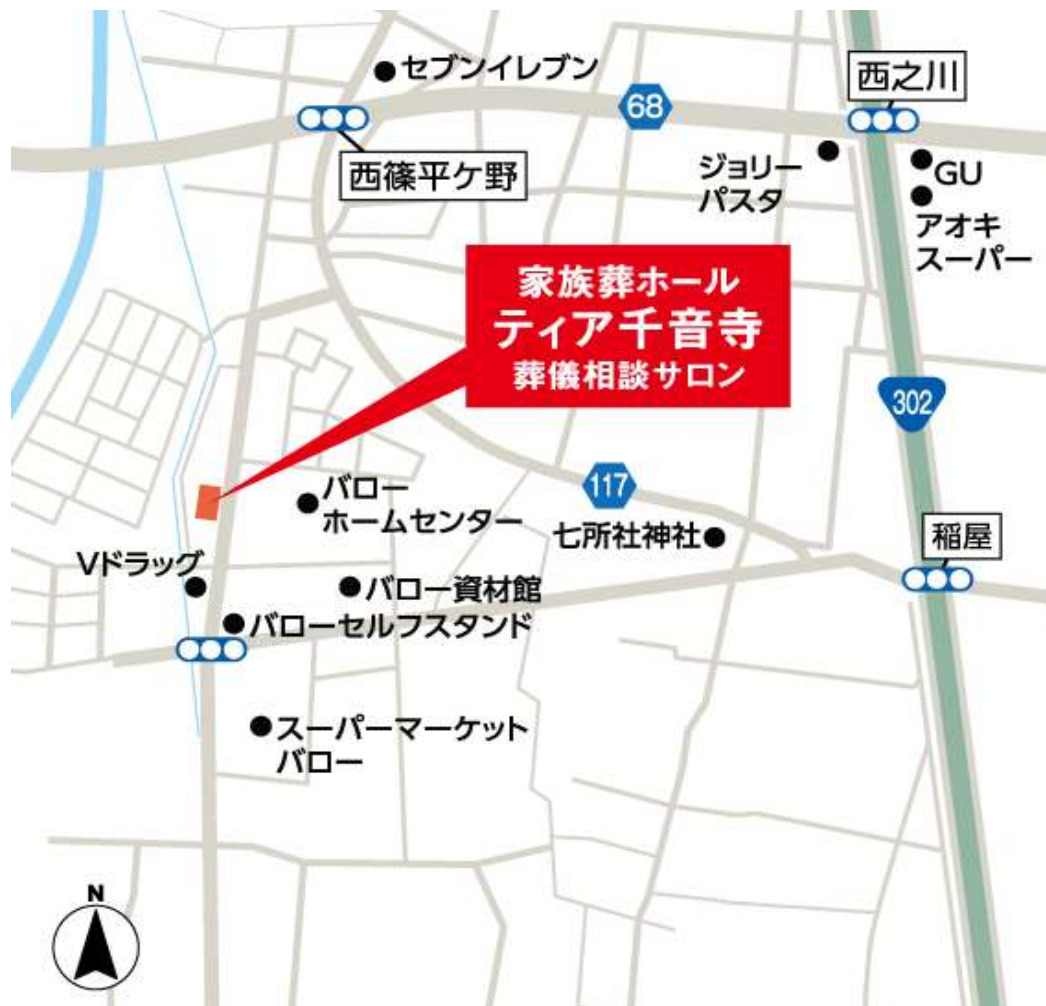 セブンイレブン
68
西之川
西篠平ケ野
ジョリー
パスタ
GU
アオキ
スーパー
家族葬ホール
ティア千音寺
葬儀相談サロン
302
117
バロー
ホームセンター
七所社神社
稲屋
Vドラッグ
バロー資材館
バローセルフスタンド
スーパーマーケット
バロー
N